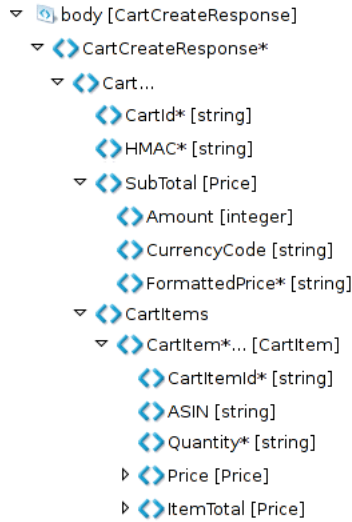 body [CartCreateResponse]
CartCreateResponse*
Cart...
CartId* [string]
HMAC* [string]
SubTotal [Price]
Amount [integer]
CurrencyCode [string]
FormattedPrice* [string]
CartItems
CartItem*... [CartItem]
CartItemId* [string]
ASIN [string]
Quantity* [string]
Price [Price]
ItemTotal [Price]